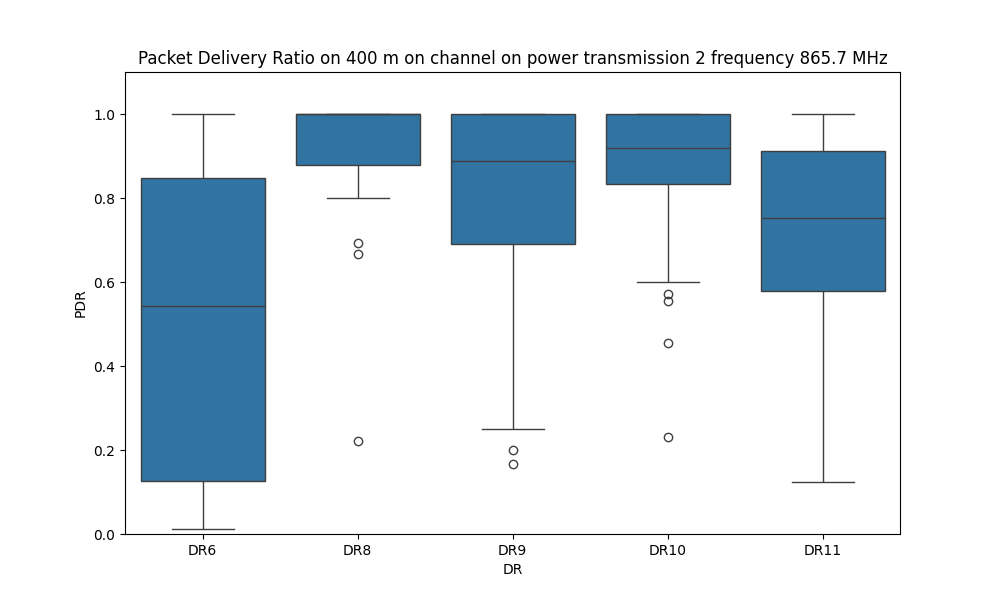 Packet Delivery Ratio on 400 m on channel on power transmission 2 frequency 865.7 MHz
1.0
0.8
0.6
0.4
0.2
0.0
PDR
DR6 DR8 DR9 DR10 DR11
DR